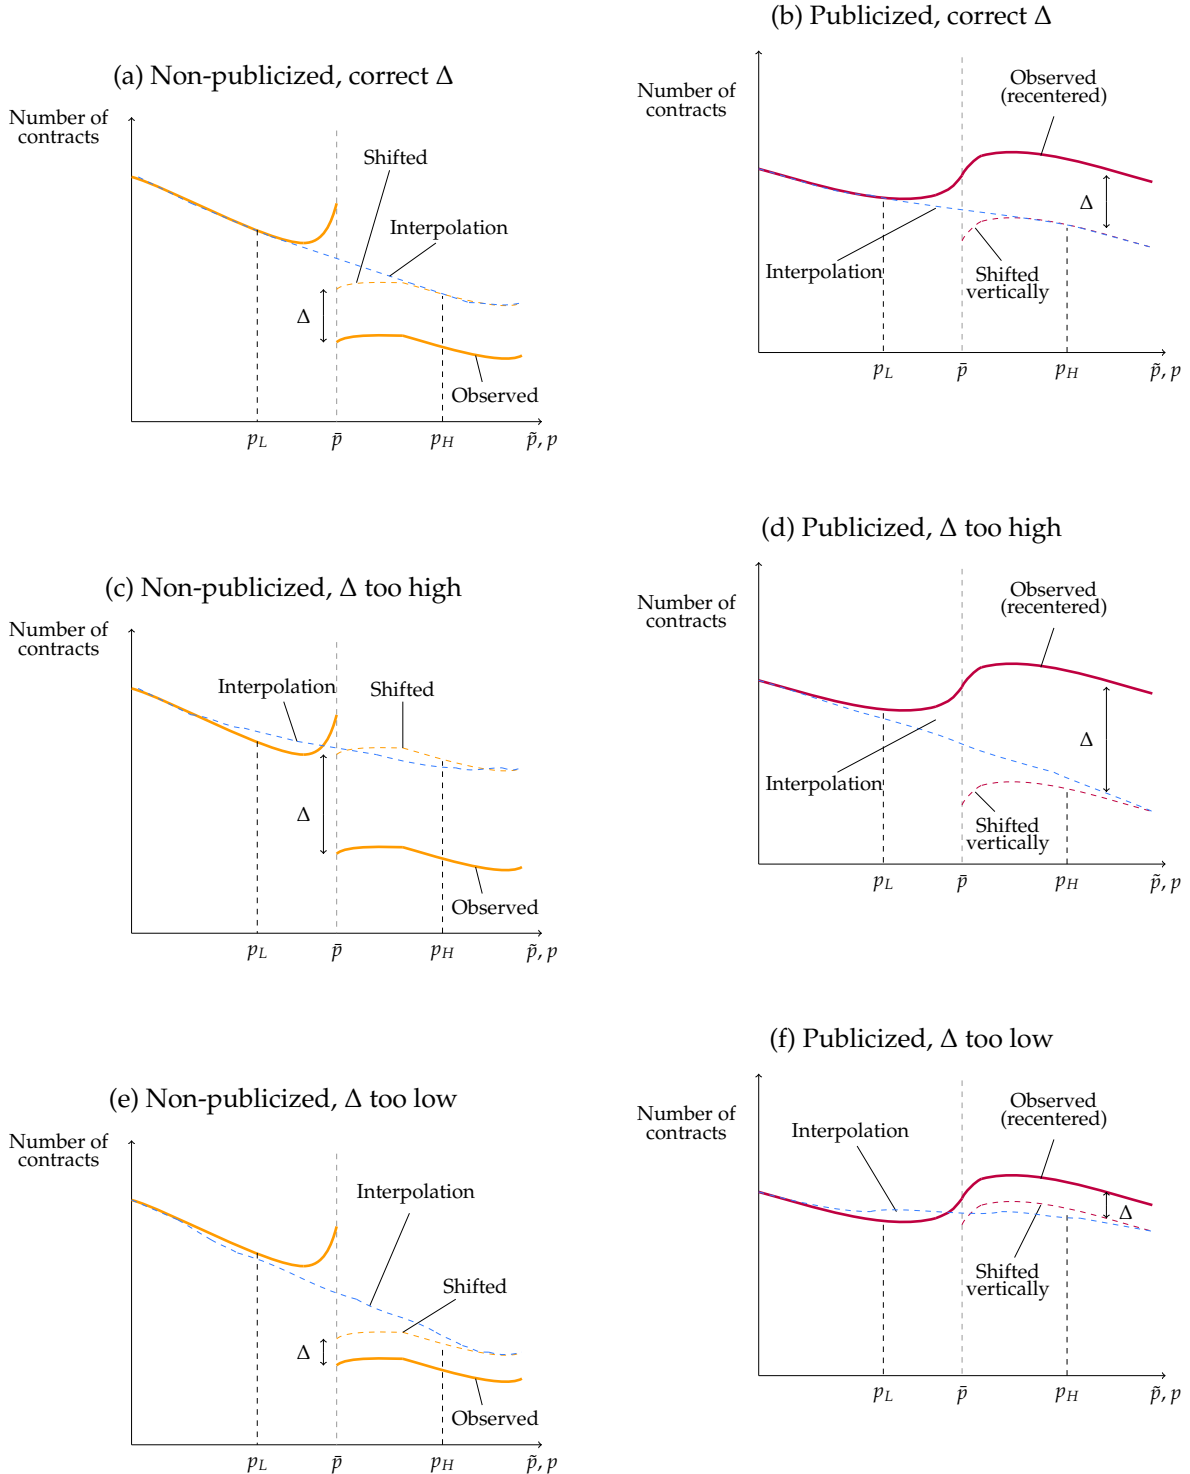 (a) Non-publicized, correct Δ
Number of
contracts
Shifted
Interpolation
Δ
Observed
p_L
p̄
p_H
p̃, p
(b) Publicized, correct Δ
Number of
contracts
Observed
(recentered)
Δ
Interpolation
Shifted
vertically
p_L
p̄
p_H
p̃, p
(c) Non-publicized, Δ too high
Number of
contracts
Interpolation
Shifted
Δ
Observed
p_L
p̄
p_H
p̃, p
(d) Publicized, Δ too high
Number of
contracts
Observed
(recentered)
Δ
Interpolation
Shifted
vertically
p_L
p̄
p_H
p̃, p
(e) Non-publicized, Δ too low
Number of
contracts
Interpolation
Shifted
Δ
Observed
p_L
p̄
p_H
p̃, p
(f) Publicized, Δ too low
Number of
contracts
Interpolation
Observed
(recentered)
Δ
Shifted
vertically
p_L
p̄
p_H
p̃, p